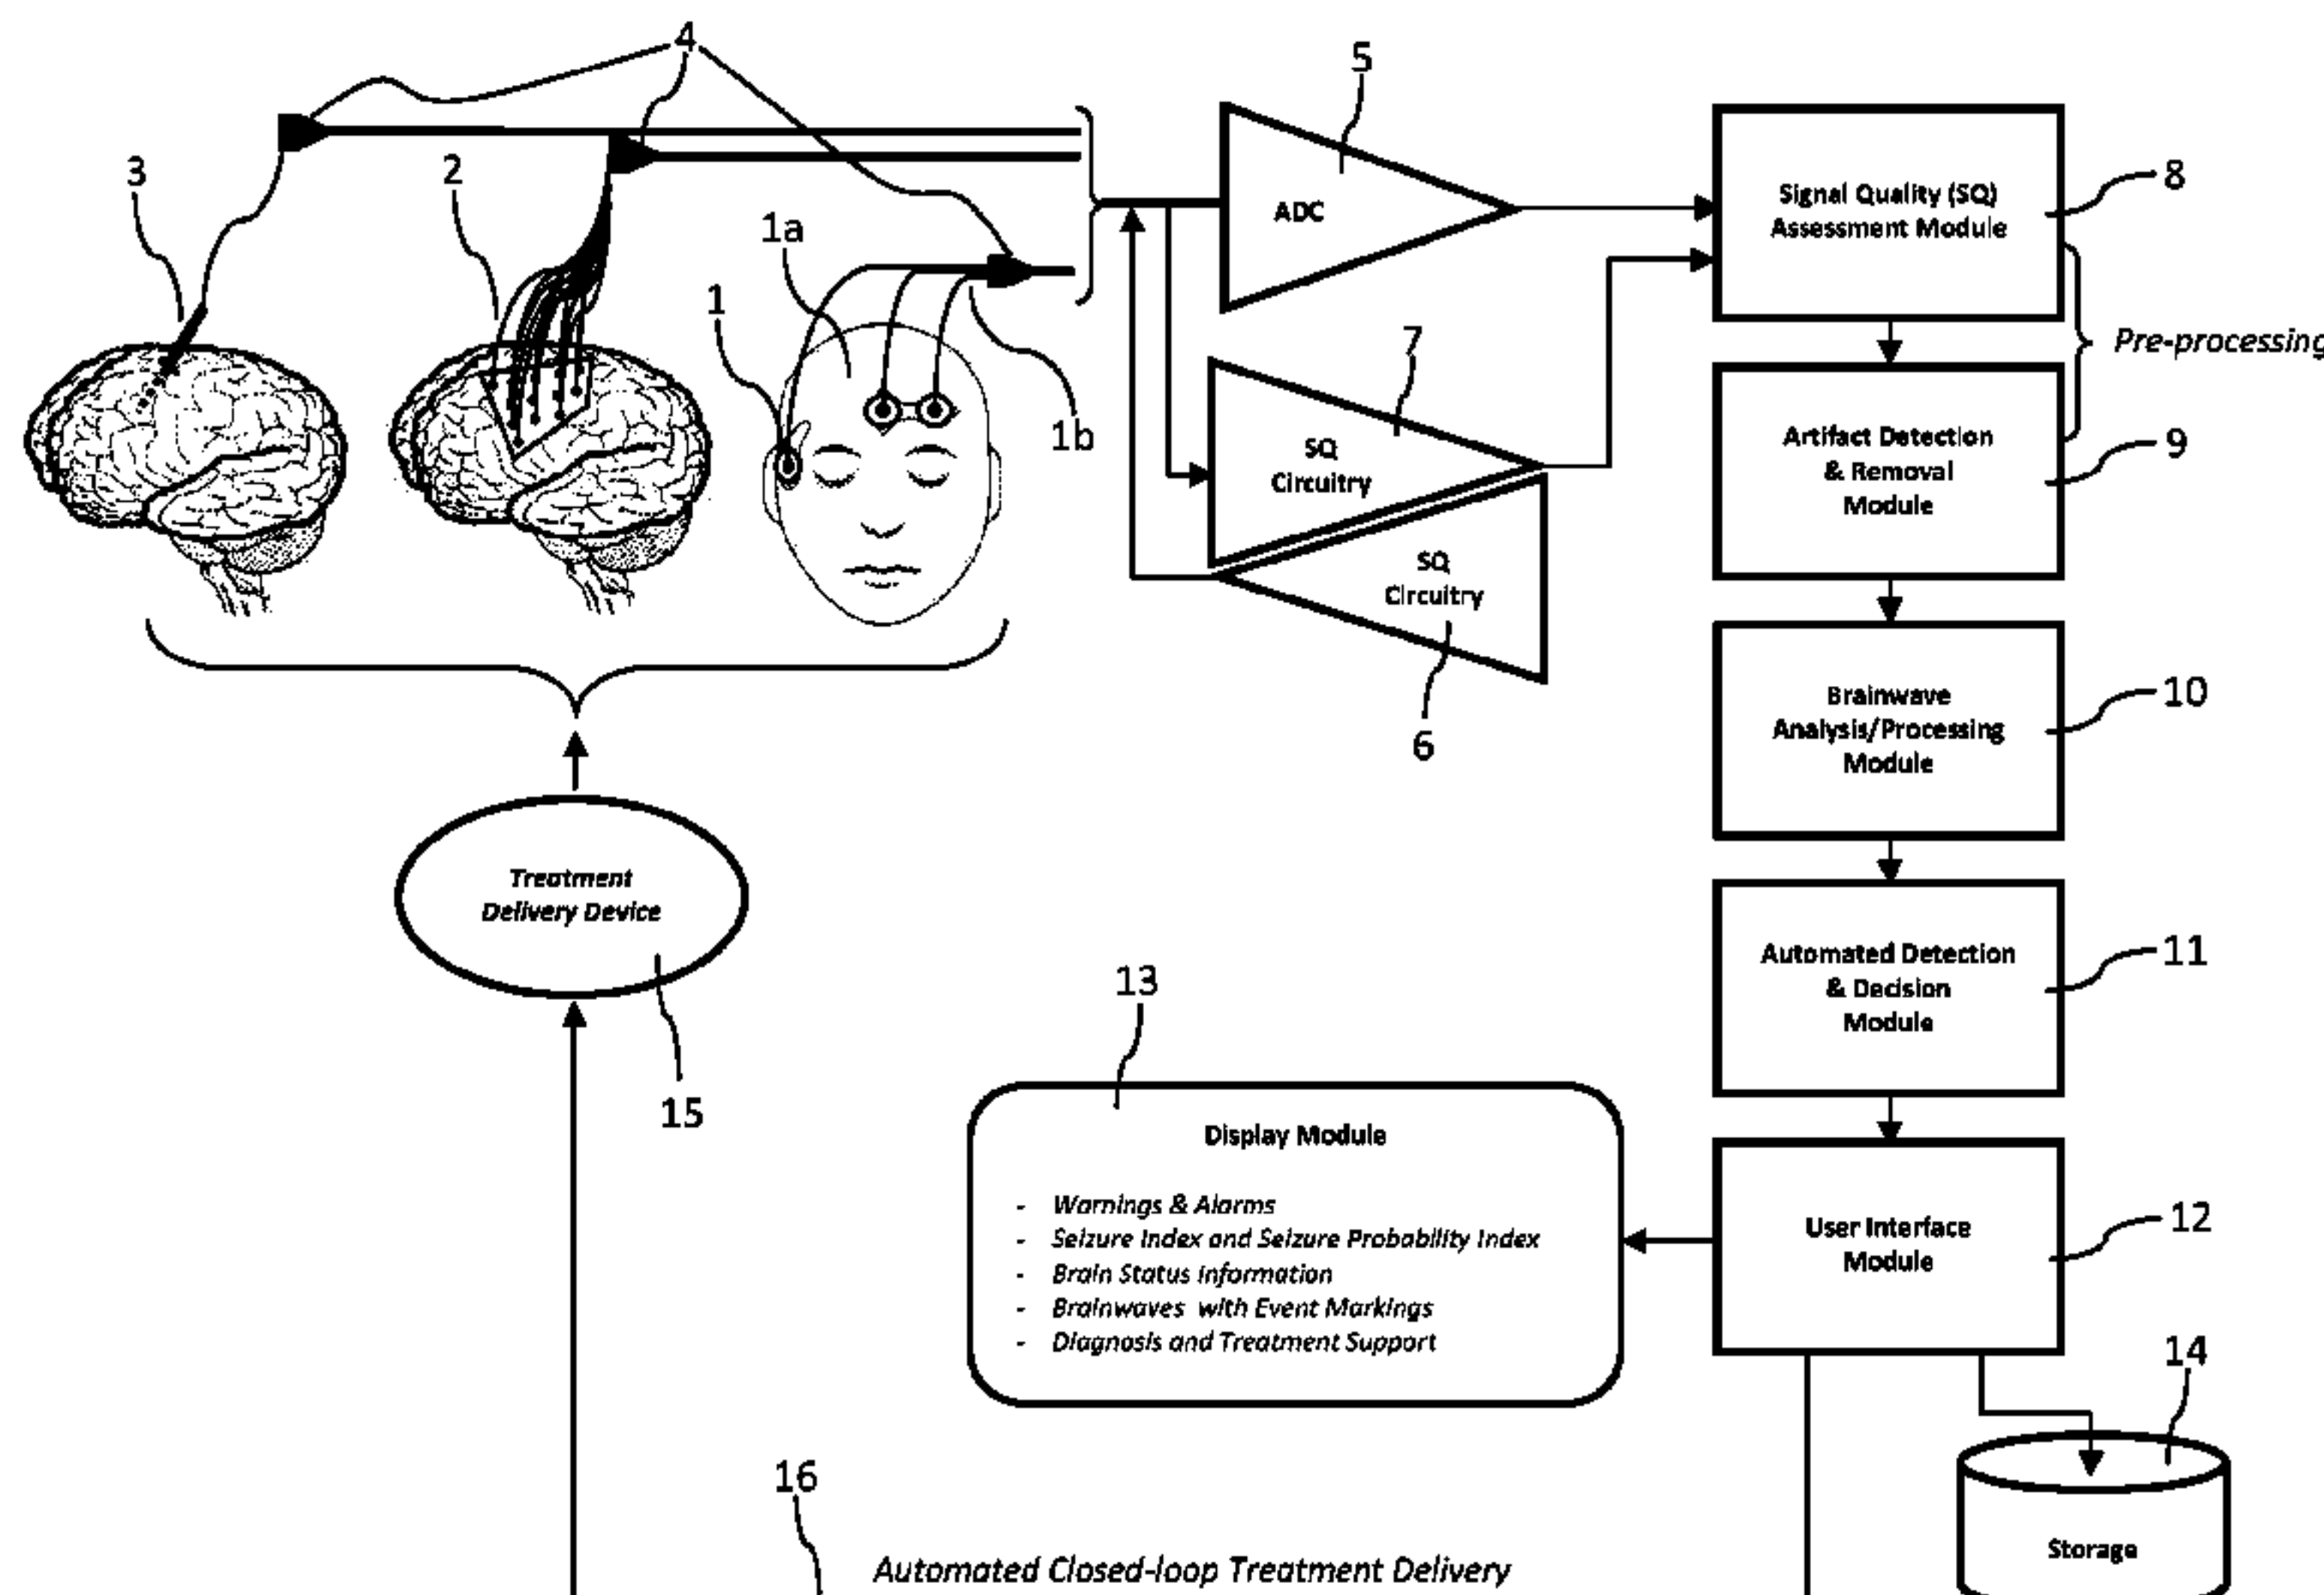 4
5
3
2
1a
8
ADC
Signal Quality (SQ)
Assessment Module
1
7
Pre-processing
1b
SQ
Circuitry
Artifact Detection
& Removal
Module
9
SQ
Circuitry
6
Brainwave
Analysis/Processing
Module
10
Treatment
Delivery Device
15
Automated Detection
& Decision
Module
11
13
Display Module
- Warnings & Alarms
- Seizure Index and Seizure Probability Index
- Brain Status Information
- Brainwaves with Event Markings
- Diagnosis and Treatment Support
User Interface
Module
12
14
Storage
16
Automated Closed-loop Treatment Delivery